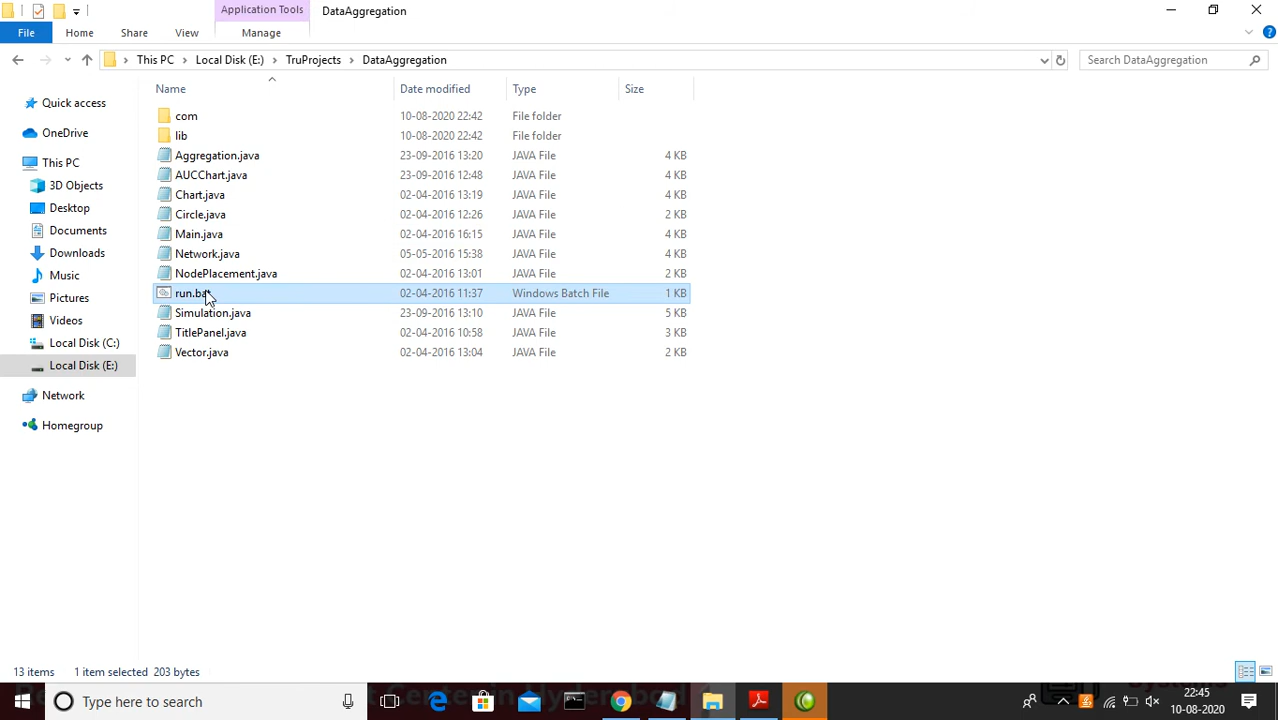 Application Tools DataAggregation
File Home Share View Manage
This PC Local Disk (E:) TruProjects DataAggregation Search DataAggregation
Name Date modified Type Size
Quick access
OneDrive
This PC
3D Objects
Desktop
Documents
Downloads
Music
Pictures
Videos
Local Disk (C:)
Local Disk (E:)
Network
Homegroup
com 10-08-2020 22:42 File folder
lib 10-08-2020 22:42 File folder
Aggregation.java 23-09-2016 13:20 JAVA File 4 KB
AUCChart.java 23-09-2016 12:48 JAVA File 4 KB
Chart.java 02-04-2016 13:19 JAVA File 4 KB
Circle.java 02-04-2016 12:26 JAVA File 2 KB
Main.java 02-04-2016 16:15 JAVA File 4 KB
Network.java 05-05-2016 15:38 JAVA File 4 KB
NodePlacement.java 02-04-2016 13:01 JAVA File 2 KB
run.bat 02-04-2016 11:37 Windows Batch File 1 KB
Simulation.java 23-09-2016 13:10 JAVA File 5 KB
TitlePanel.java 02-04-2016 10:58 JAVA File 3 KB
Vector.java 02-04-2016 13:04 JAVA File 2 KB
13 items 1 item selected 203 bytes
Type here to search
22:45
10-08-2020